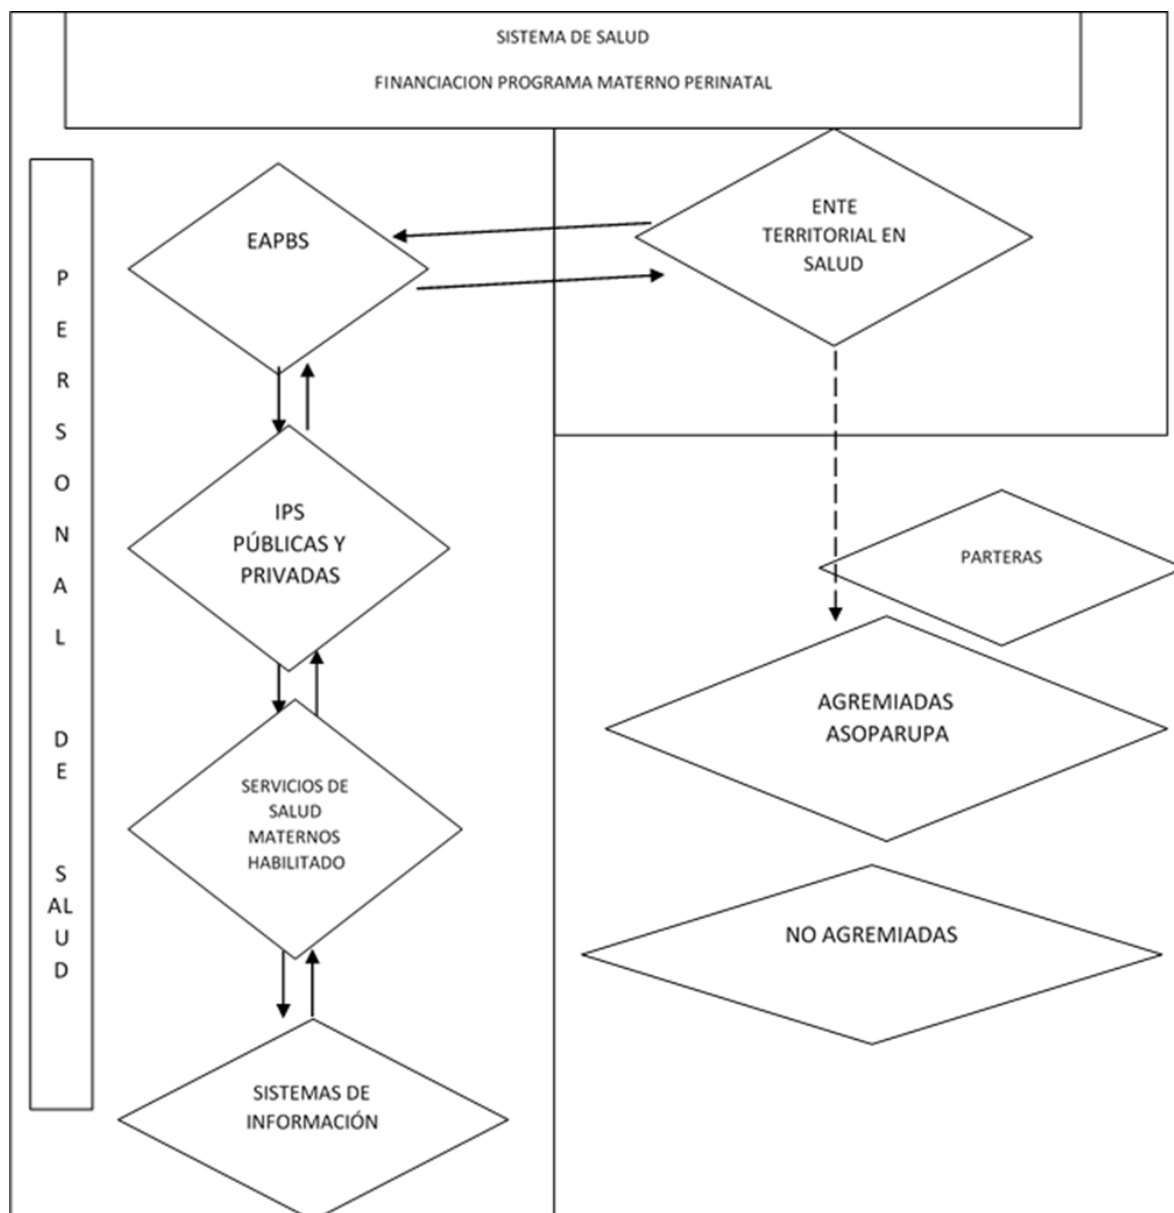 SISTEMA DE SALUD
FINANCIACION PROGRAMA MATERNO PERINATAL
P
E
R
S
O
N
A
L
D
E
S
AL
U
D
EAPBS
ENTE
TERRITORIAL EN
SALUD
IPS
PÚBLICAS Y
PRIVADAS
PARTERAS
AGREMIADAS
ASOPARUPA
SERVICIOS DE
SALUD
MATERNOS
HABILITADO
NO AGREMIADAS
SISTEMAS DE
INFORMACIÓN